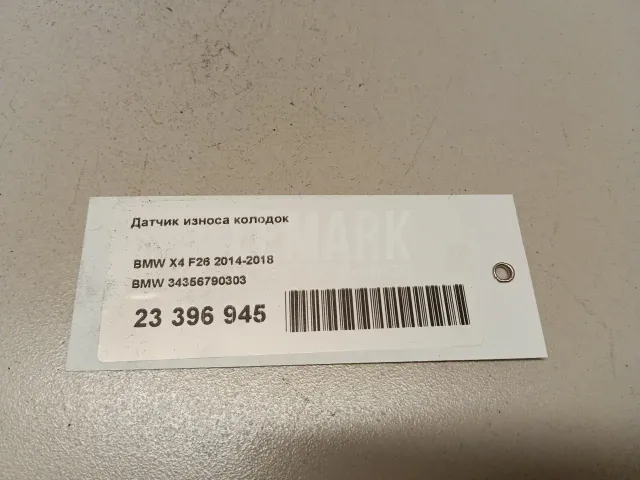 Датчик износа колодок
BMW X4 F26 2014-2018
BMW 34356790303
23 396 945